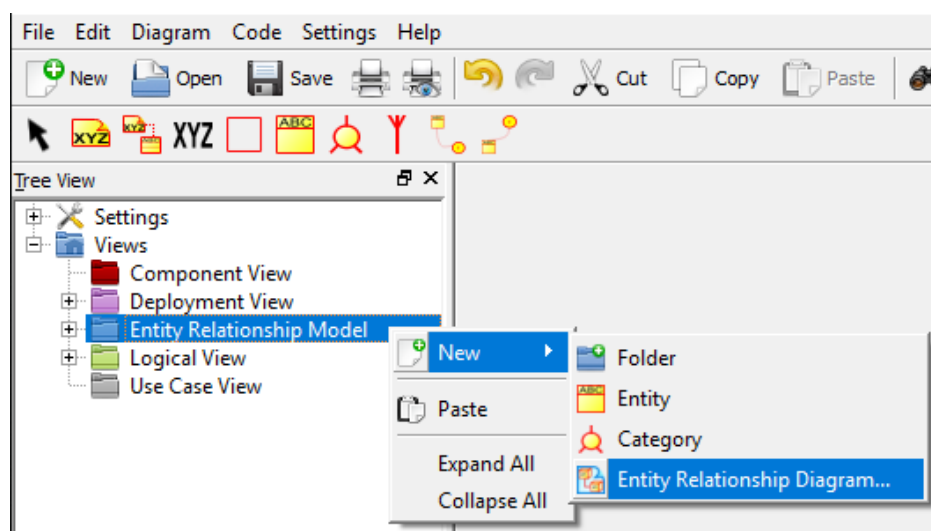 File Edit Diagram Code Settings Help
New Open Save Cut Copy Paste
XYZ XYZ XYZ ABC
Tree View
Settings
Views
Component View
Deployment View
Entity Relationship Model
Logical View
Use Case View
New
Paste
Expand All
Collapse All
Folder
ABC Entity
Category
Entity Relationship Diagram...